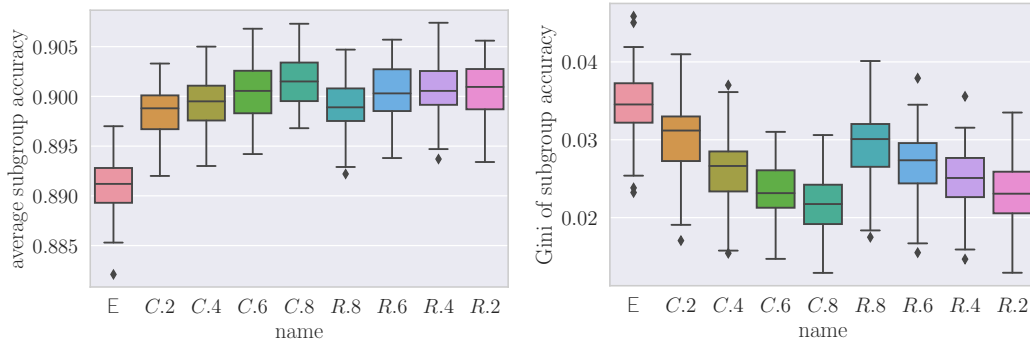 average subgroup accuracy
0.905
0.900
0.895
0.890
0.885
E C.2 C.4 C.6 C.8 R.8 R.6 R.4 R.2
name
Gini of subgroup accuracy
0.04
0.03
0.02
E C.2 C.4 C.6 C.8 R.8 R.6 R.4 R.2
name